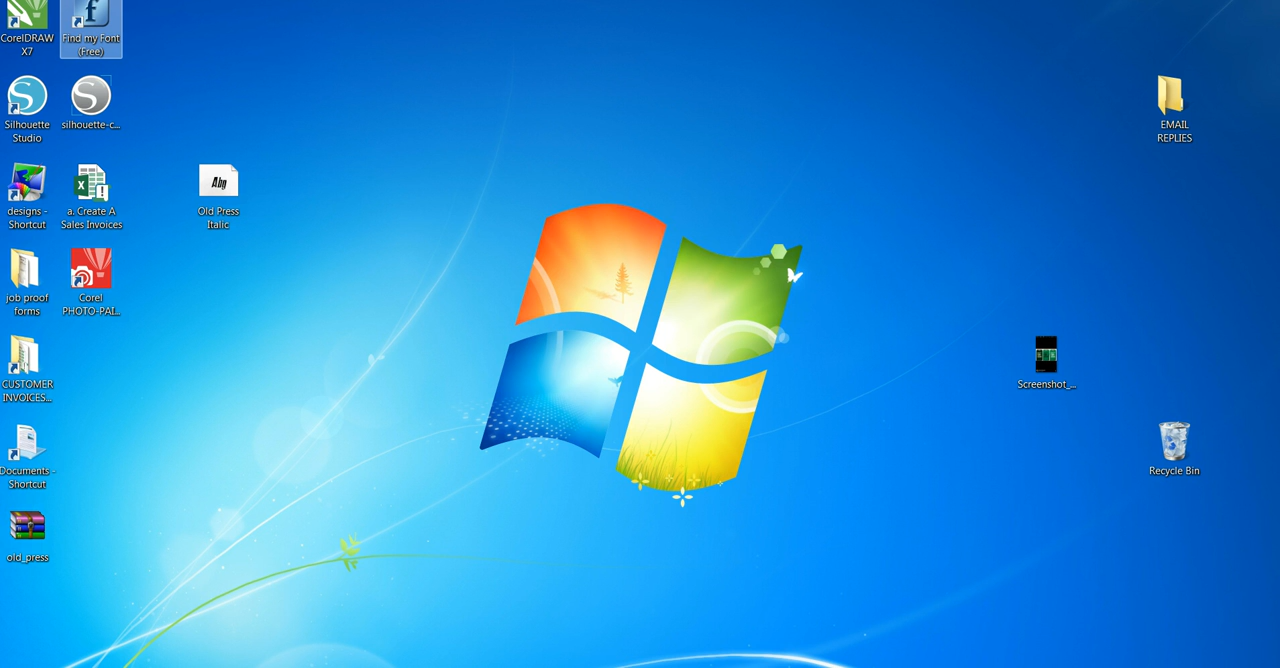 CorelDRAW
X7
Find my Font
(Free)
Silhouette
Studio
silhouette-c...
designs -
Shortcut
a. Create A
Sales Invoices
Abg
Old Press
Italic
job proof
forms
Corel
PHOTO-PAI...
CUSTOMER
INVOICES...
Documents -
Shortcut
old_press
EMAIL
REPLIES
Screenshot_...
Recycle Bin